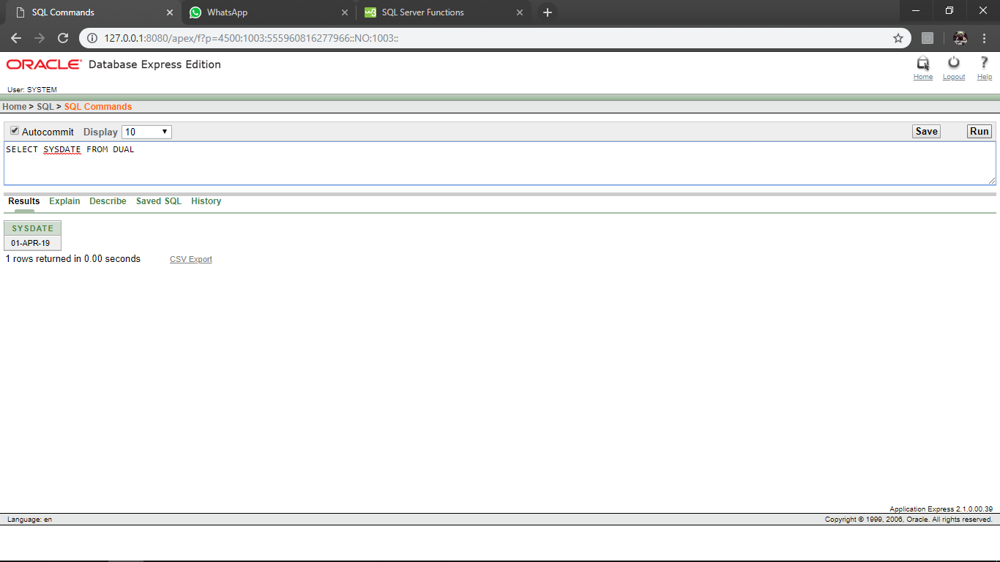 SQL Commands WhatsApp SQL Server Functions
127.0.0.1:8080/apex/f?p=4500:1003:555960816277966::NO:1003::
ORACLE Database Express Edition
Home Logout Help
User: SYSTEM
Home > SQL > SQL Commands
Autocommit Display 10 Save Run
SELECT SYSDATE FROM DUAL
Results Explain Describe Saved SQL History
SYSDATE
01-APR-19
1 rows returned in 0.00 seconds CSV Export
Application Express 2.1.0.00.39
Language: en Copyright © 1999, 2006, Oracle. All rights reserved.